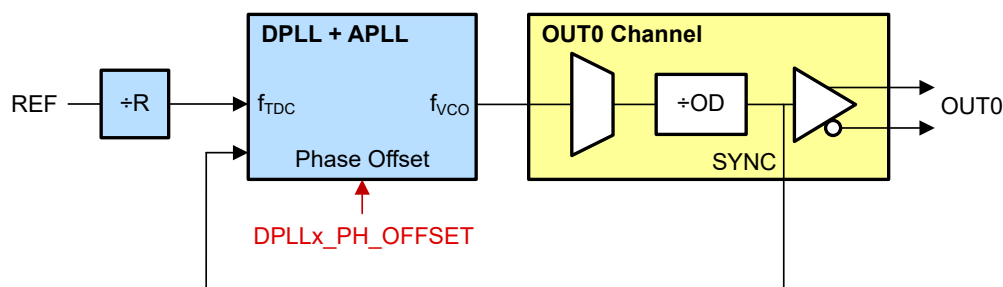 DPLL + APLL
OUT0 Channel
REF
÷R
fTDC
fVCO
÷OD
OUT0
Phase Offset
SYNC
DPLLx_PH_OFFSET